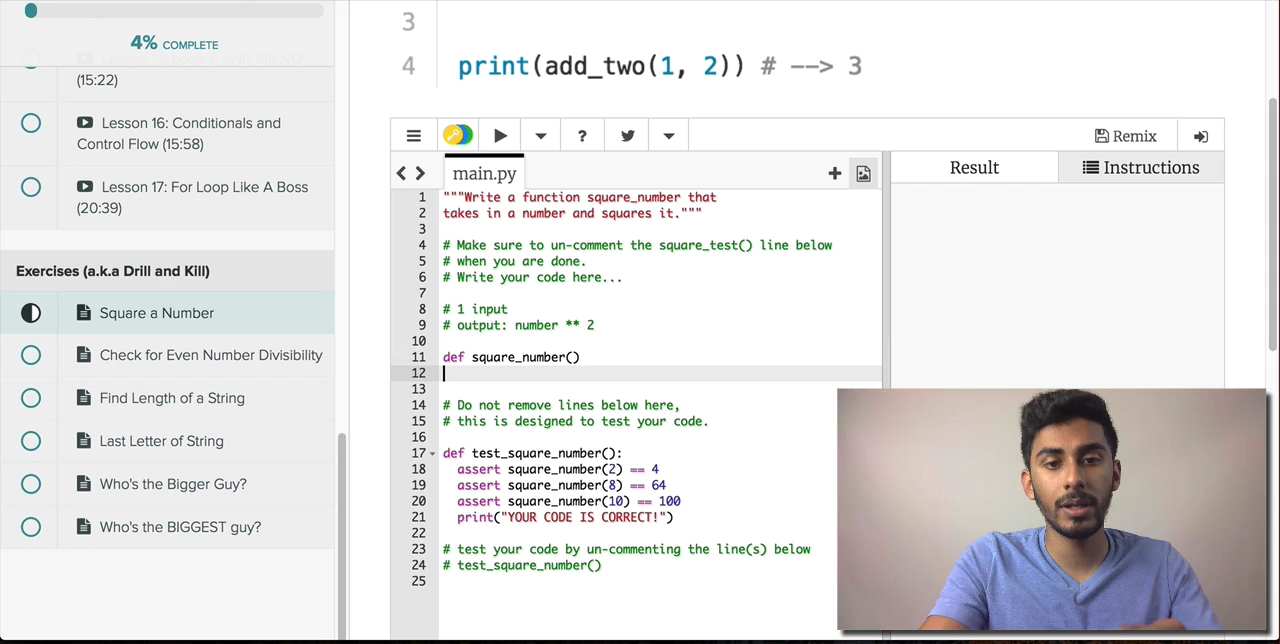 4% COMPLETE
(15:22)
Lesson 16: Conditionals and
Control Flow (15:58)
Lesson 17: For Loop Like A Boss
(20:39)
Exercises (a.k.a Drill and Kill)
Square a Number
Check for Even Number Divisibility
Find Length of a String
Last Letter of String
Who's the Bigger Guy?
Who's the BIGGEST guy?
3
4 print(add_two(1, 2)) # --> 3
? Remix
main.py
Result
Instructions
1 """Write a function square_number that
2 takes in a number and squares it."""
3
4 # Make sure to un-comment the square_test() line below
5 # when you are done.
6 # Write your code here...
7
8 # 1 input
9 # output: number ** 2
10
11 def square_number()
12
13
14 # Do not remove lines below here,
15 # this is designed to test your code.
16
17 def test_square_number():
18 assert square_number(2) == 4
19 assert square_number(8) == 64
20 assert square_number(10) == 100
21 print("YOUR CODE IS CORRECT!")
22
23 # test your code by un-commenting the line(s) below
24 # test_square_number()
25